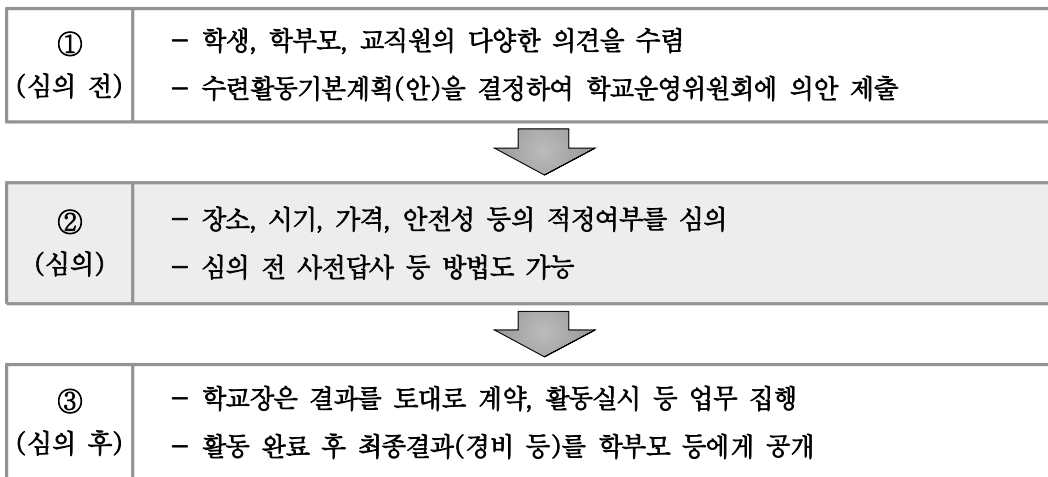 ①
(심의 전)
– 학생, 학부모, 교직원의 다양한 의견을 수렴
– 수련활동기본계획(안)을 결정하여 학교운영위원회에 의안 제출
②
(심의)
– 장소, 시기, 가격, 안전성 등의 적정여부를 심의
– 심의 전 사전답사 등 방법도 가능
③
(심의 후)
– 학교장은 결과를 토대로 계약, 활동실시 등 업무 집행
– 활동 완료 후 최종결과(경비 등)를 학부모 등에게 공개